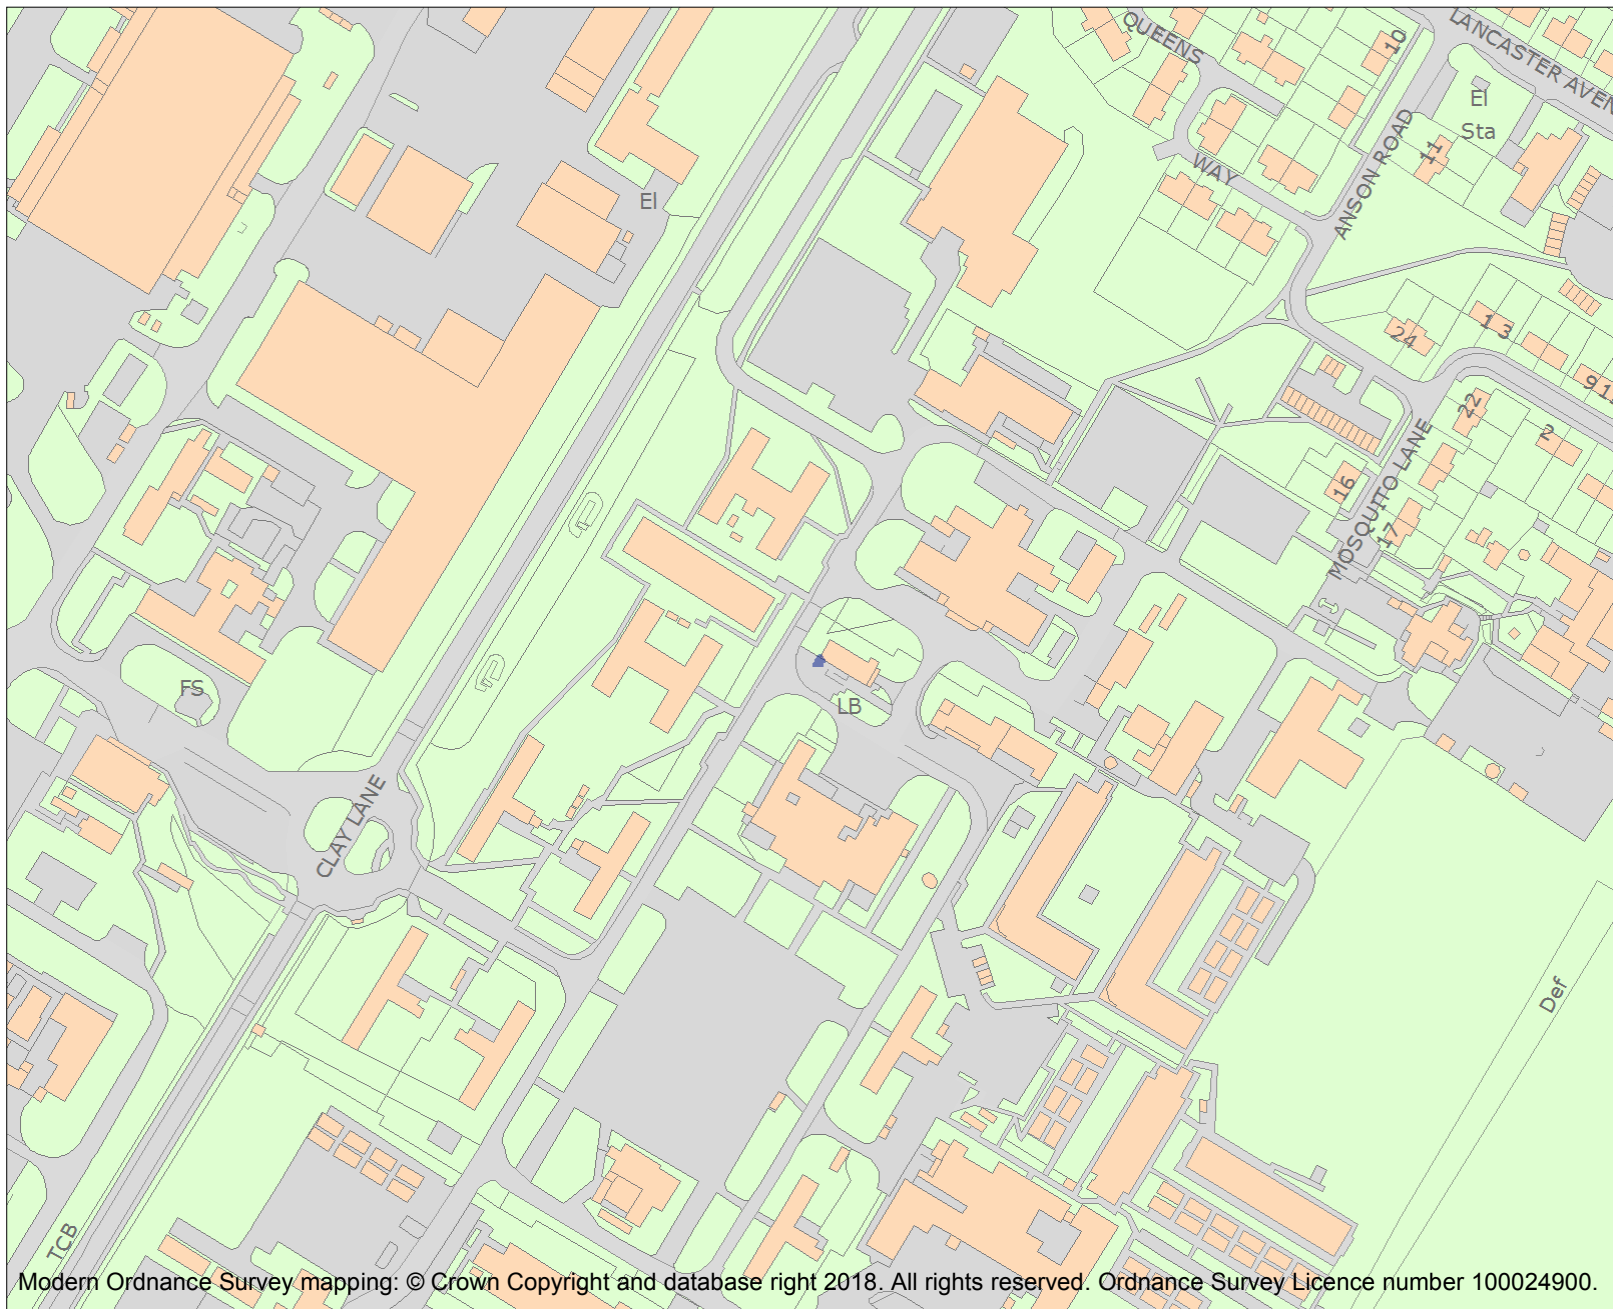 QUEENS
WAY
10
LANCASTER AVEN
El
Sta
11
ANSON ROAD
El
24
1 3
9 1
22
2
16
17
MOSQUITO LANE
FS
LB
CLAY LANE
Def
TCB
Modern Ordnance Survey mapping: © Crown Copyright and database right 2018. All rights reserved. Ordnance Survey Licence number 100024900.